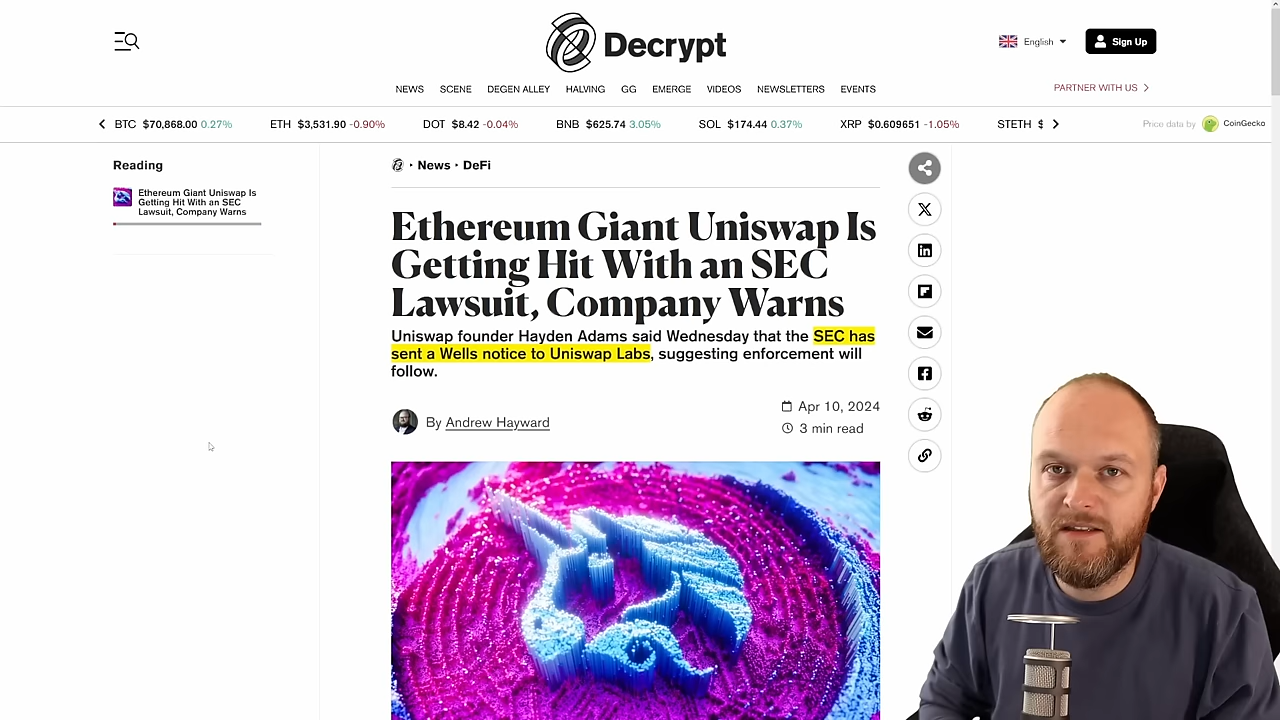 Decrypt
English
Sign Up
NEWS SCENE DEGEN ALLEY HALVING GG EMERGE VIDEOS NEWSLETTERS EVENTS
PARTNER WITH US
BTC $70,868.00 0.27% ETH $3,531.90 -0.90% DOT $8.42 -0.04% BNB $625.74 3.05% SOL $174.44 0.37% XRP $0.609651 -1.05% STETH $
Price data by CoinGecko
Reading
Ethereum Giant Uniswap Is
Getting Hit With an SEC
Lawsuit, Company Warns
News · DeFi
Ethereum Giant Uniswap Is
Getting Hit With an SEC
Lawsuit, Company Warns
Uniswap founder Hayden Adams said Wednesday that the SEC has
sent a Wells notice to Uniswap Labs, suggesting enforcement will
follow.
By Andrew Hayward
Apr 10, 2024
3 min read